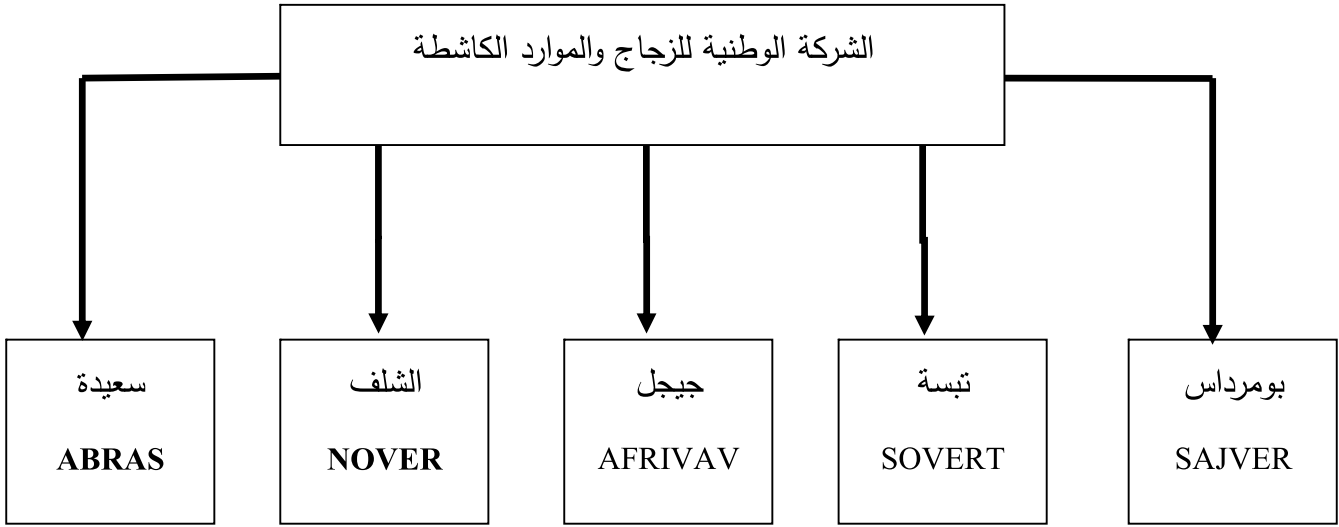 الشركة الوطنية للزجاج والموارد الكاشطة
بومرداس
SAJVER
تبسة
SOVERT
جيجل
AFRIVAV
الشلف
NOVER
سعيدة
ABRAS